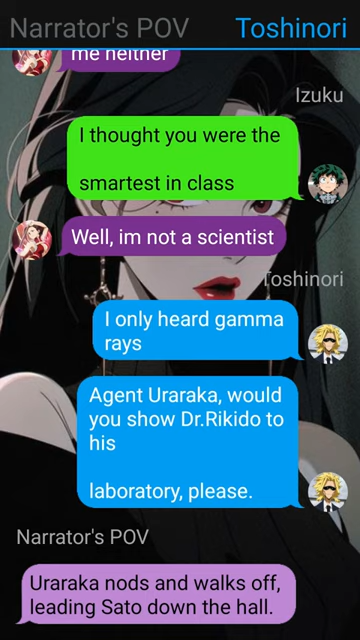 Narrator's POV Toshinori
me neither
Izuku
I thought you were the
smartest in class
Well, im not a scientist
Toshinori
I only heard gamma
rays
Agent Uraraka, would
you show Dr.Rikido to
his
laboratory, please.
Narrator's POV
Uraraka nods and walks off,
leading Sato down the hall.